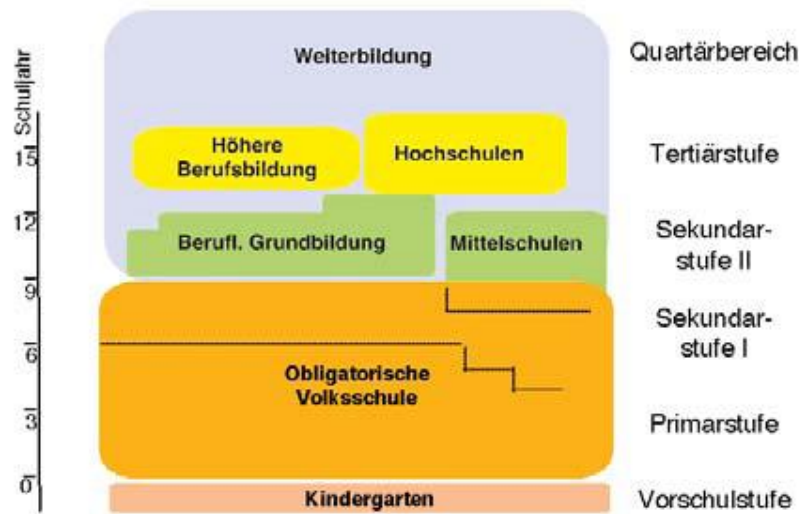 Schuljahr
Weiterbildung
Quartärbereich
15
Höhere
Berufsbildung
Hochschulen
Tertiärstufe
12
Berufl. Grundbildung
Mittelschulen
Sekundar-
stufe II
9
Sekundar-
stufe I
6
Obligatorische
Volksschule
3
Primarstufe
0
Kindergarten
Vorschulstufe